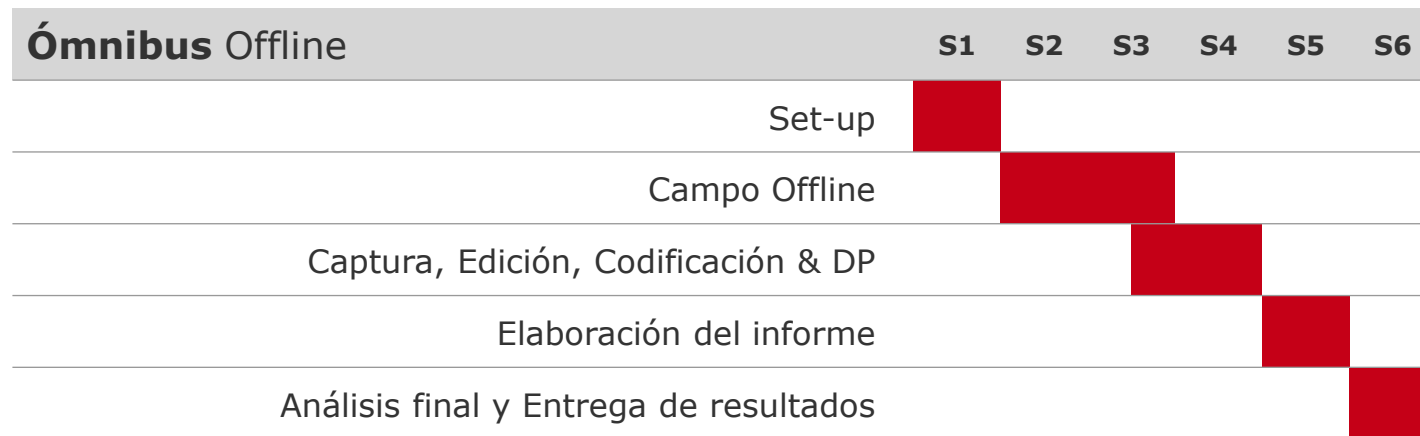 Ómnibus Offline S1 S2 S3 S4 S5 S6
Set-up
Campo Offline
Captura, Edición, Codificación & DP
Elaboración del informe
Análisis final y Entrega de resultados